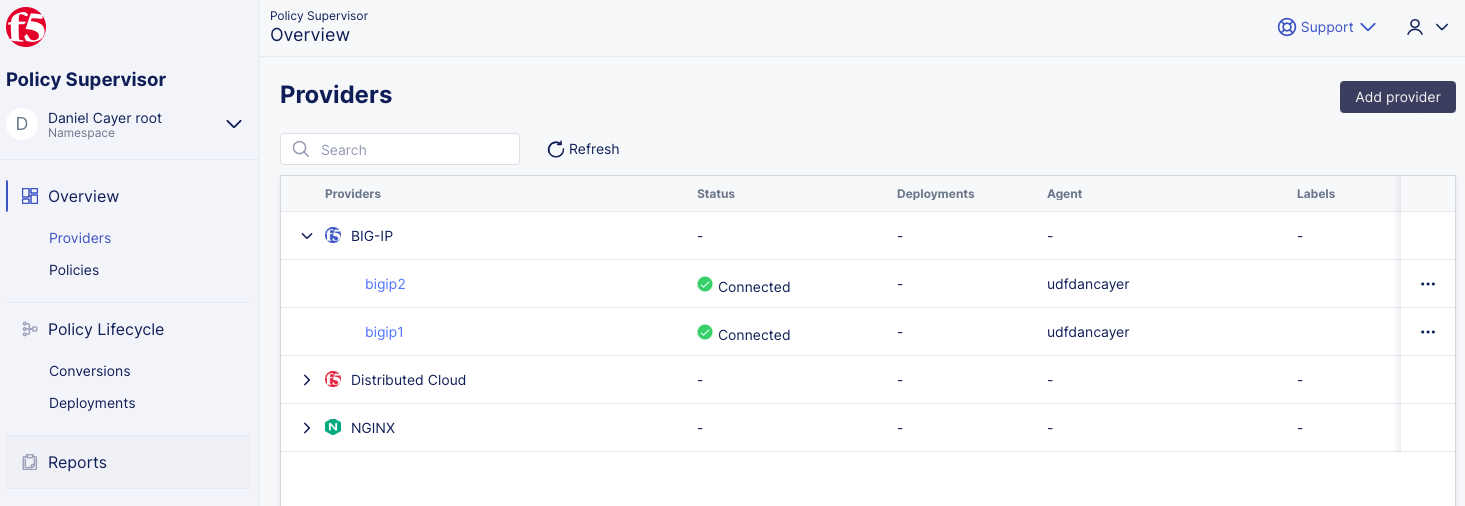 f5
Policy Supervisor
D
Daniel Cayer root
Namespace
Overview
Providers
Policies
Policy Lifecycle
Conversions
Deployments
Reports
Policy Supervisor
Overview
Support
Providers
Add provider
Search
Refresh
Providers Status Deployments Agent Labels
f5 BIG-IP - - - -
bigip2 Connected - udfdancayer ...
bigip1 Connected - udfdancayer ...
f5 Distributed Cloud - - - -
N NGINX - - - -